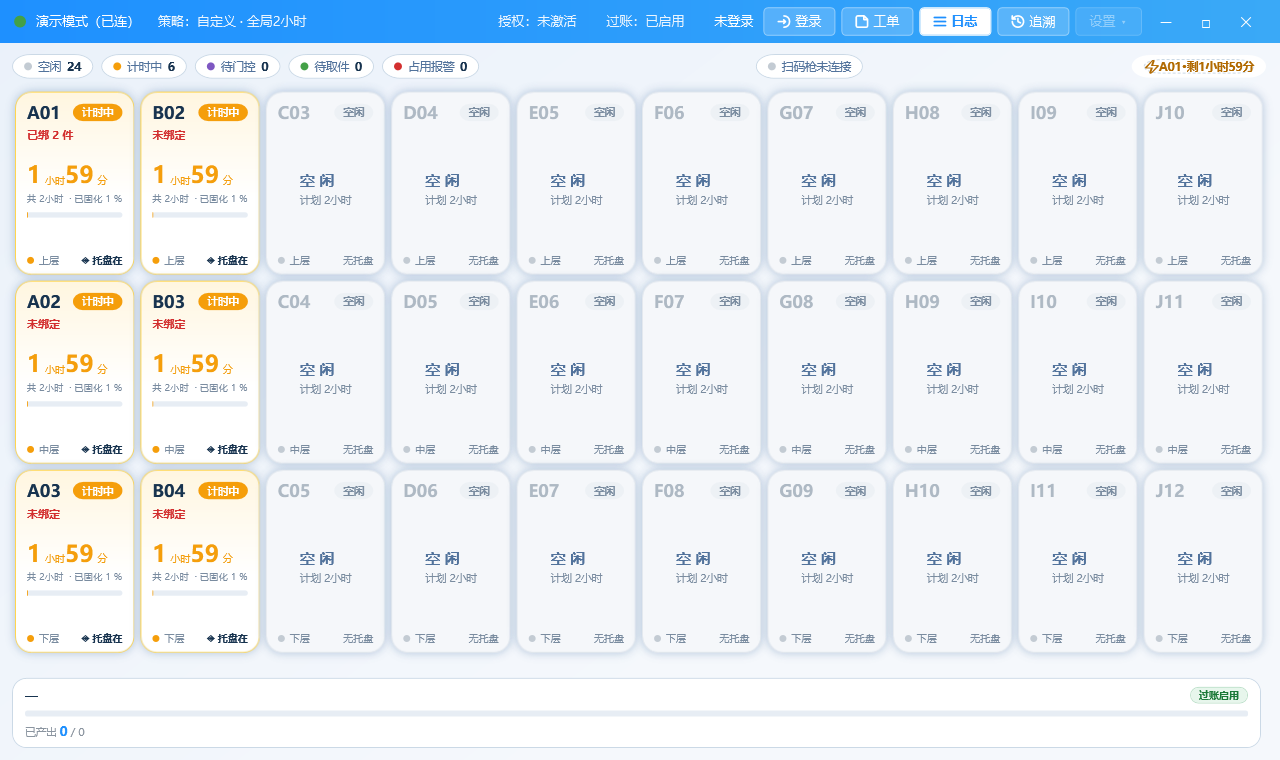 演示模式（已连） 策略：自定义 · 全局2小时 授权：未激活 过账：已启用 未登录 登录 工单 日志 追溯 设置
空闲 24 计时中 6 待门控 0 待取件 0 占用报警 0 扫码枪未连接 A01·剩1小时59分
A01 计时中 B02 计时中 C03 空闲 D04 空闲 E05 空闲 F06 空闲 G07 空闲 H08 空闲 I09 空闲 J10 空闲
已绑 2 件 未绑定
1 小时 59 分 1 小时 59 分 空 闲 空 闲 空 闲 空 闲 空 闲 空 闲 空 闲 空 闲
共 2小时 · 已固化 1 % 共 2小时 · 已固化 1 % 计划 2小时 计划 2小时 计划 2小时 计划 2小时 计划 2小时 计划 2小时 计划 2小时 计划 2小时
上层 托盘在 上层 托盘在 上层 无托盘 上层 无托盘 上层 无托盘 上层 无托盘 上层 无托盘 上层 无托盘 上层 无托盘 上层 无托盘
A02 计时中 B03 计时中 C04 空闲 D05 空闲 E06 空闲 F07 空闲 G08 空闲 H09 空闲 I10 空闲 J11 空闲
未绑定 未绑定
1 小时 59 分 1 小时 59 分 空 闲 空 闲 空 闲 空 闲 空 闲 空 闲 空 闲 空 闲
共 2小时 · 已固化 1 % 共 2小时 · 已固化 1 % 计划 2小时 计划 2小时 计划 2小时 计划 2小时 计划 2小时 计划 2小时 计划 2小时 计划 2小时
中层 托盘在 中层 托盘在 中层 无托盘 中层 无托盘 中层 无托盘 中层 无托盘 中层 无托盘 中层 无托盘 中层 无托盘 中层 无托盘
A03 计时中 B04 计时中 C05 空闲 D06 空闲 E07 空闲 F08 空闲 G09 空闲 H10 空闲 I11 空闲 J12 空闲
未绑定 未绑定
1 小时 59 分 1 小时 59 分 空 闲 空 闲 空 闲 空 闲 空 闲 空 闲 空 闲 空 闲
共 2小时 · 已固化 1 % 共 2小时 · 已固化 1 % 计划 2小时 计划 2小时 计划 2小时 计划 2小时 计划 2小时 计划 2小时 计划 2小时 计划 2小时
下层 托盘在 下层 托盘在 下层 无托盘 下层 无托盘 下层 无托盘 下层 无托盘 下层 无托盘 下层 无托盘 下层 无托盘 下层 无托盘
— 过账启用
已产出 0 / 0